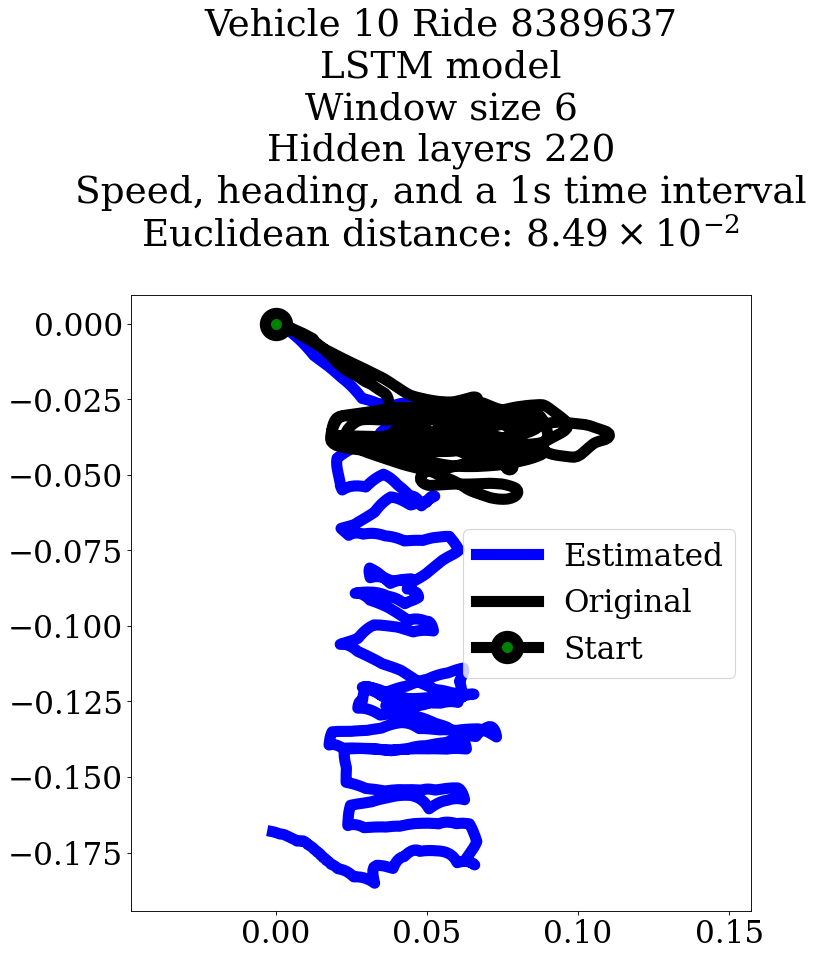 Vehicle 10 Ride 8389637
LSTM model
Window size 6
Hidden layers 220
Speed, heading, and a 1s time interval
Euclidean distance: 8.49 × 10⁻²
0.000
−0.025
−0.050
−0.075
−0.100
−0.125
−0.150
−0.175
Estimated
Original
Start
0.00 0.05 0.10 0.15